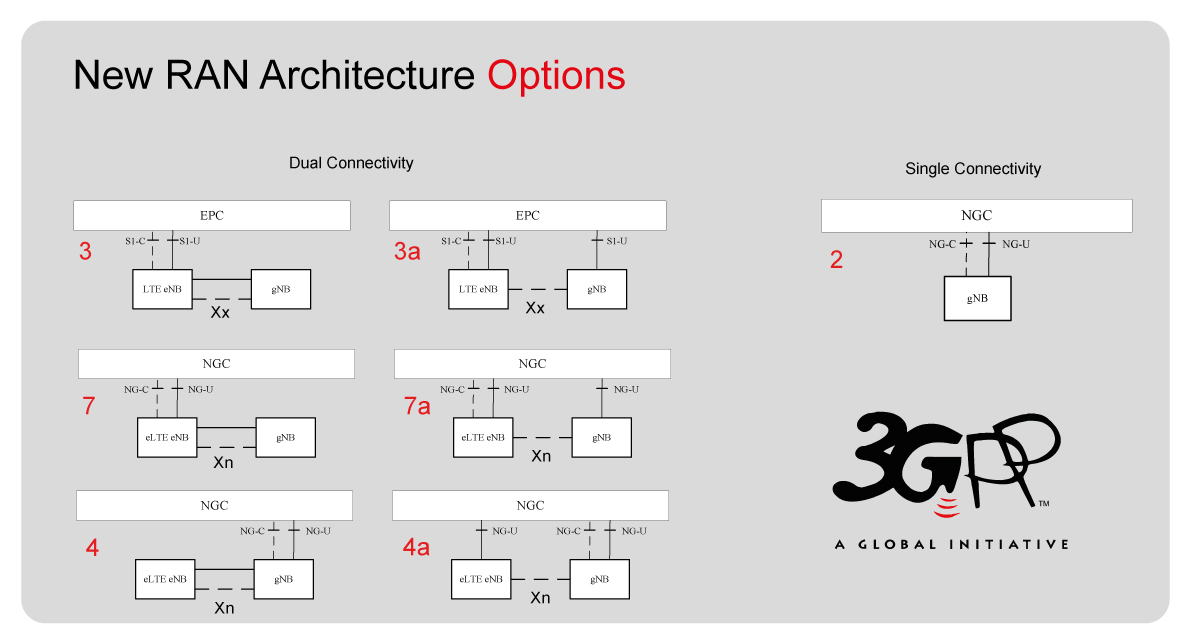 New RAN Architecture Options
Dual Connectivity
Single Connectivity
EPC
3
S1-C
S1-U
LTE eNB
gNB
Xx
EPC
3a
S1-C
S1-U
S1-U
LTE eNB
gNB
Xx
NGC
2
NG-C
NG-U
gNB
NGC
7
NG-C
NG-U
eLTE eNB
gNB
Xn
NGC
7a
NG-C
NG-U
NG-U
eLTE eNB
gNB
Xn
NGC
4
NG-C
NG-U
eLTE eNB
gNB
Xn
NGC
4a
NG-U
NG-C
NG-U
eLTE eNB
gNB
Xn
3GPP™
A GLOBAL INITIATIVE